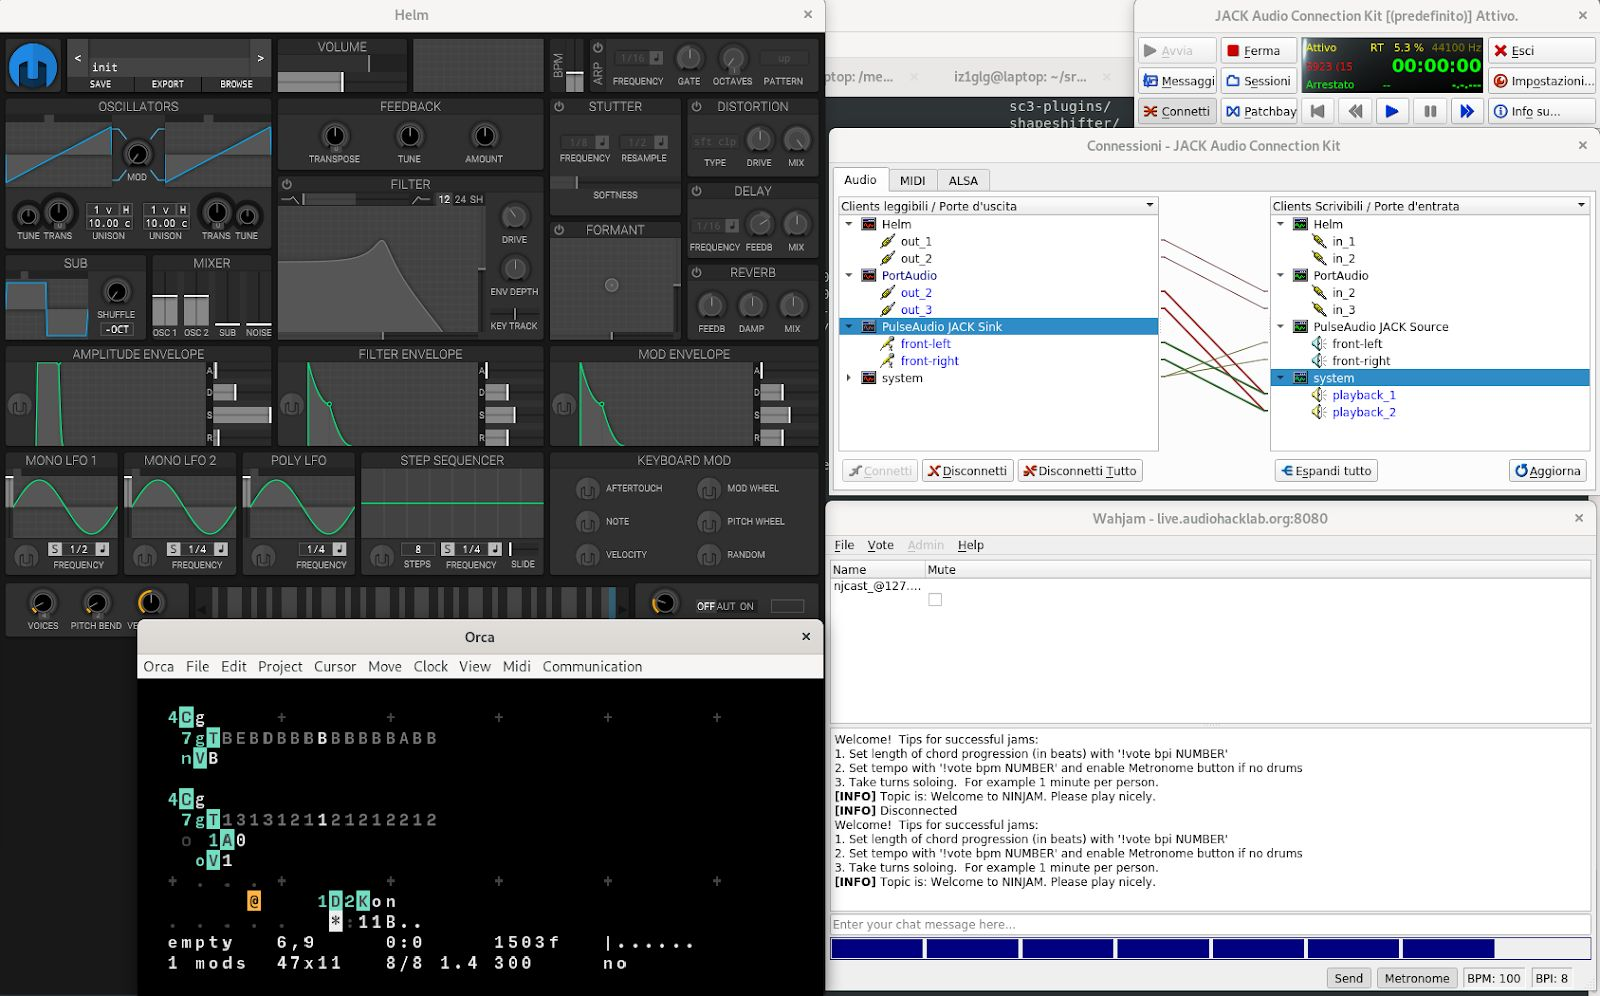 Helm
init
SAVE EXPORT BROWSE
VOLUME
BPM
ARP
1/16
FREQUENCY GATE OCTAVES
up
PATTERN
OSCILLATORS
MOD
TUNE TRANS
1 v H
10.00 c
UNISON
1 v H
10.00 c
UNISON
TRANS TUNE
FEEDBACK
TRANSPOSE TUNE AMOUNT
STUTTER
1/8 1/2
FREQUENCY RESAMPLE
SOFTNESS
DISTORTION
sft clp
TYPE DRIVE MIX
FILTER
12 24 SH
DRIVE
ENV DEPTH
KEY TRACK
DELAY
1/16
FREQUENCY FEEDB MIX
FORMANT
SUB
SHUFFLE
-OCT
MIXER
OSC 1 OSC 2 SUB NOISE
REVERB
FEEDB DAMP MIX
AMPLITUDE ENVELOPE
A
D
S
R
FILTER ENVELOPE
A
D
S
R
MOD ENVELOPE
A
D
S
R
MONO LFO 1
S 1/2
FREQUENCY
MONO LFO 2
S 1/4
FREQUENCY
POLY LFO
1/4
FREQUENCY
STEP SEQUENCER
8 S 1/4
STEPS FREQUENCY SLIDE
KEYBOARD MOD
AFTERTOUCH MOD WHEEL
NOTE PITCH WHEEL
VELOCITY RANDOM
VOICES PITCH BEND
OFF AUT ON
iz1glg@laptop: ~/sr...
sc3-plugins/
shapeshifter/
JACK Audio Connection Kit [(predefinito)] Attivo.
Avvia Ferma
Attivo RT 5.3 % 44100 Hz
00:00:00
Arrestato -- -.-.---
Esci
Messaggi Sessioni Impostazioni...
Connetti Patchbay Info su...
Connessioni - JACK Audio Connection Kit
Audio MIDI ALSA
Clients leggibili / Porte d'uscita
Helm
out_1
out_2
PortAudio
out_2
out_3
PulseAudio JACK Sink
front-left
front-right
system
Clients Scrivibili / Porte d'entrata
Helm
in_1
in_2
PortAudio
in_2
in_3
PulseAudio JACK Source
front-left
front-right
system
playback_1
playback_2
Connetti Disconnetti Disconnetti Tutto Espandi tutto Aggiorna
Wahjam - live.audiohacklab.org:8080
File Vote Admin Help
Name Mute
njcast_@127....
Welcome! Tips for successful jams:
1. Set length of chord progression (in beats) with '!vote bpi NUMBER'
2. Set tempo with '!vote bpm NUMBER' and enable Metronome button if no drums
3. Take turns soloing. For example 1 minute per person.
[INFO] Topic is: Welcome to NINJAM. Please play nicely.
[INFO] Disconnected
Welcome! Tips for successful jams:
1. Set length of chord progression (in beats) with '!vote bpi NUMBER'
2. Set tempo with '!vote bpm NUMBER' and enable Metronome button if no drums
3. Take turns soloing. For example 1 minute per person.
[INFO] Topic is: Welcome to NINJAM. Please play nicely.
Enter your chat message here...
Send Metronome BPM: 100 BPI: 8
Orca
Orca File Edit Project Cursor Move Clock View Midi Communication
4Cg + + + + +
7gTBEBDBBBBBBBBBABB
nVB
4Cg + + + + +
7gT1313121121212212
o 1A0
oV1
+ . . . + + + + +
@ 1D2Kon
. . . . . *:11B..
empty 6,9 0:0 1503f |......
1 mods 47x11 8/8 1.4 300 no